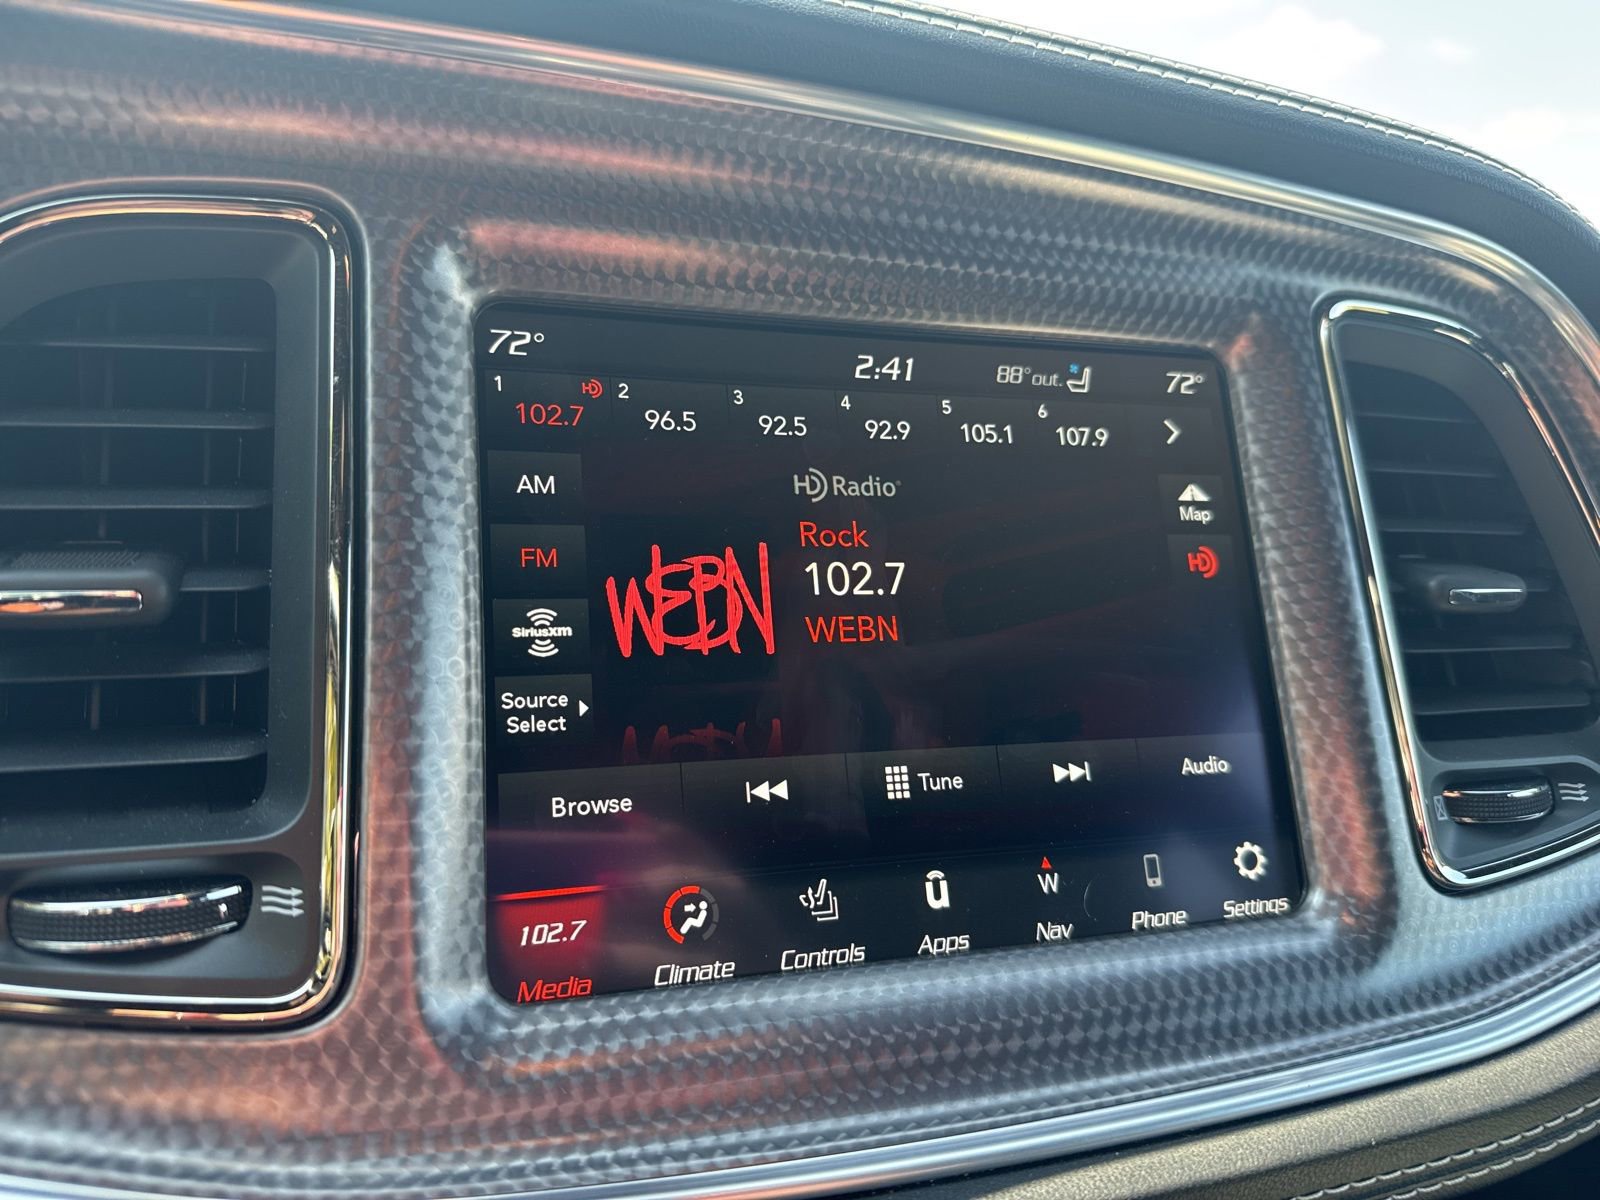 72° 2:41 88° out. 72°
1 102.7 HD 2 96.5 3 92.5 4 92.9 5 105.1 6 107.9
AM
FM
SiriusXM
Source
Select
HD Radio
Rock
102.7
WEBN
WEBN
Map
HD
Browse Tune Audio
102.7 W
Media Climate Controls Apps Nav Phone Settings